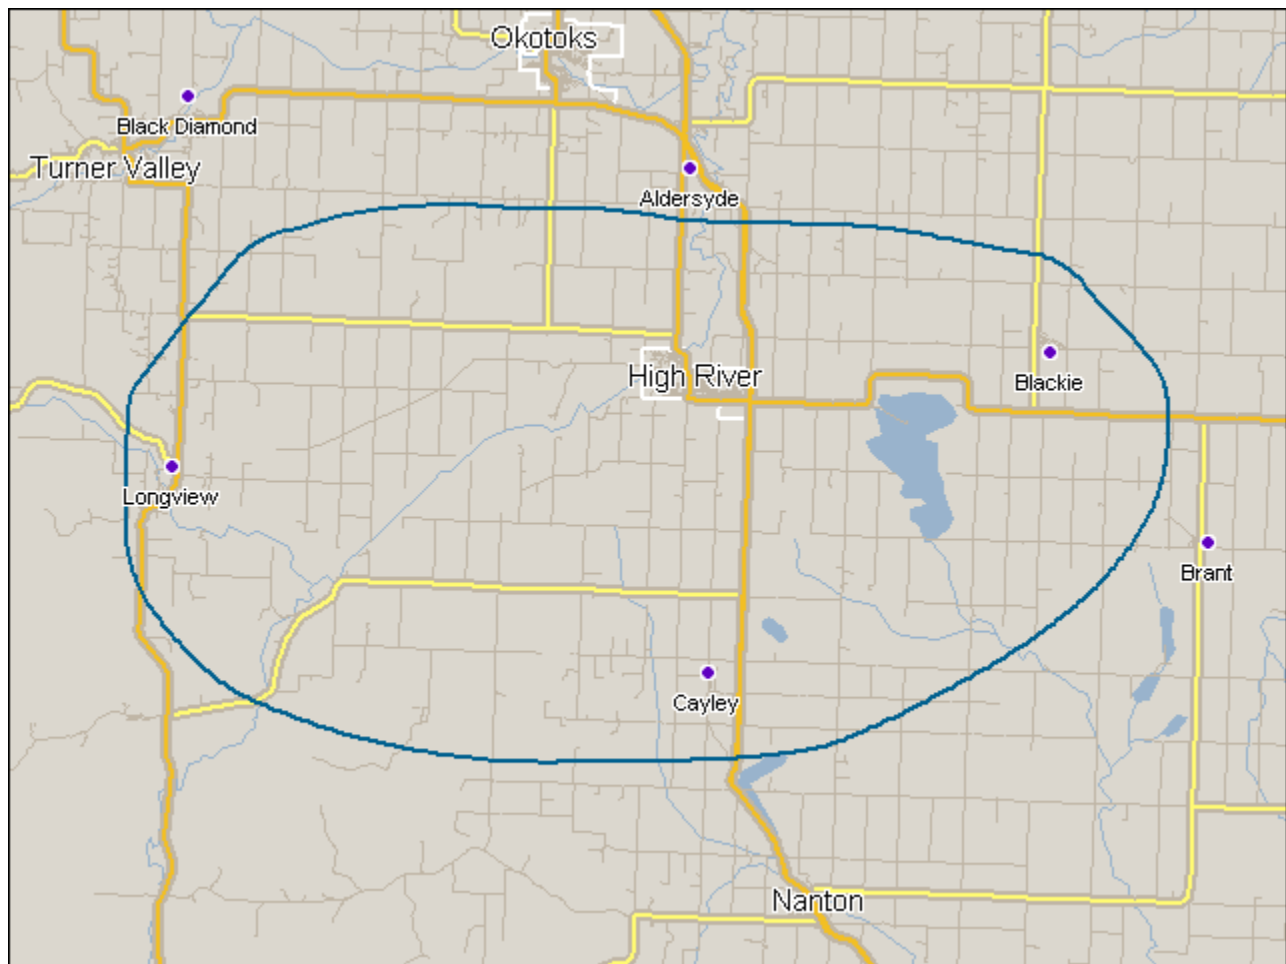 Okotoks
Black Diamond
Turner Valley
Aldersyde
High River
Blackie
Longview
Brant
Cayley
Nanton